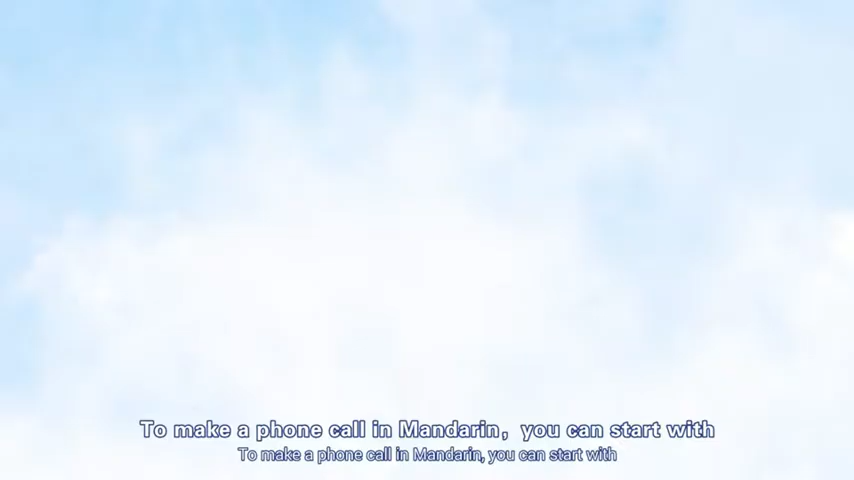 To make a phone call in Mandarin，you can start with
To make a phone call in Mandarin, you can start with